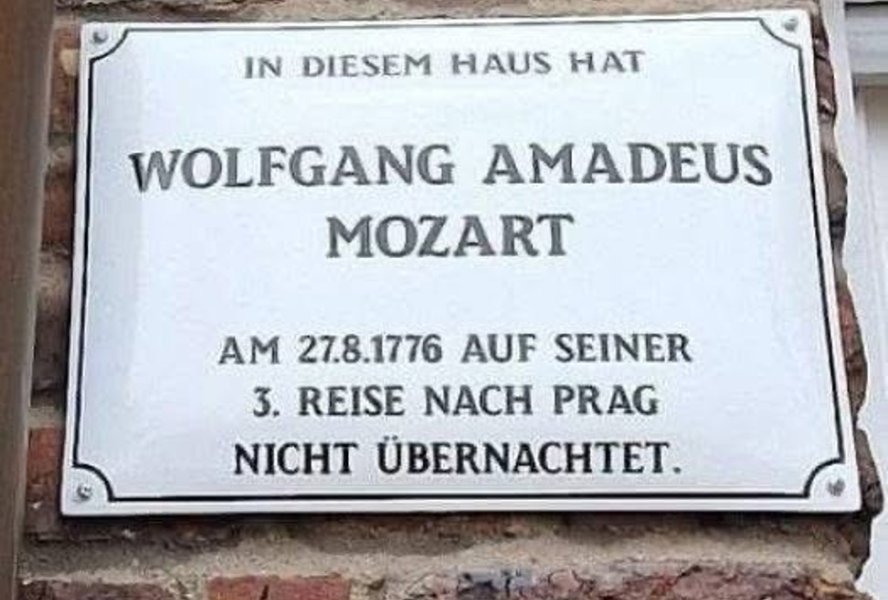 IN DIESEM HAUS HAT
WOLFGANG AMADEUS
MOZART
AM 27.8.1776 AUF SEINER
3. REISE NACH PRAG
NICHT ÜBERNACHTET.